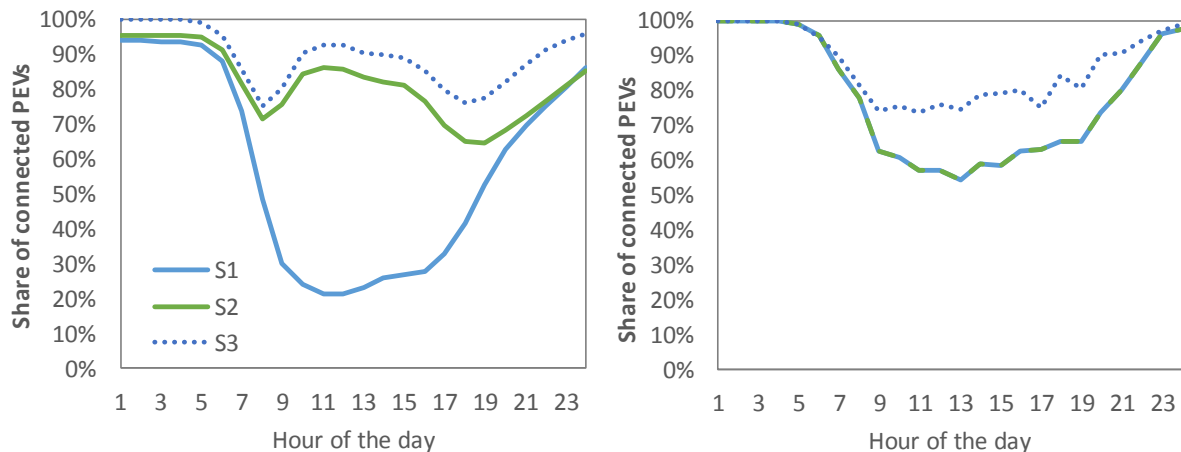 Share of connected PEVs
100%
90%
80%
70%
60%
50%
40%
30%
20%
10%
0%
S1
S2
S3
1 3 5 7 9 11 13 15 17 19 21 23
Hour of the day
Share of connected PEVs
100%
90%
80%
70%
60%
50%
40%
30%
20%
10%
0%
1 3 5 7 9 11 13 15 17 19 21 23
Hour of the day